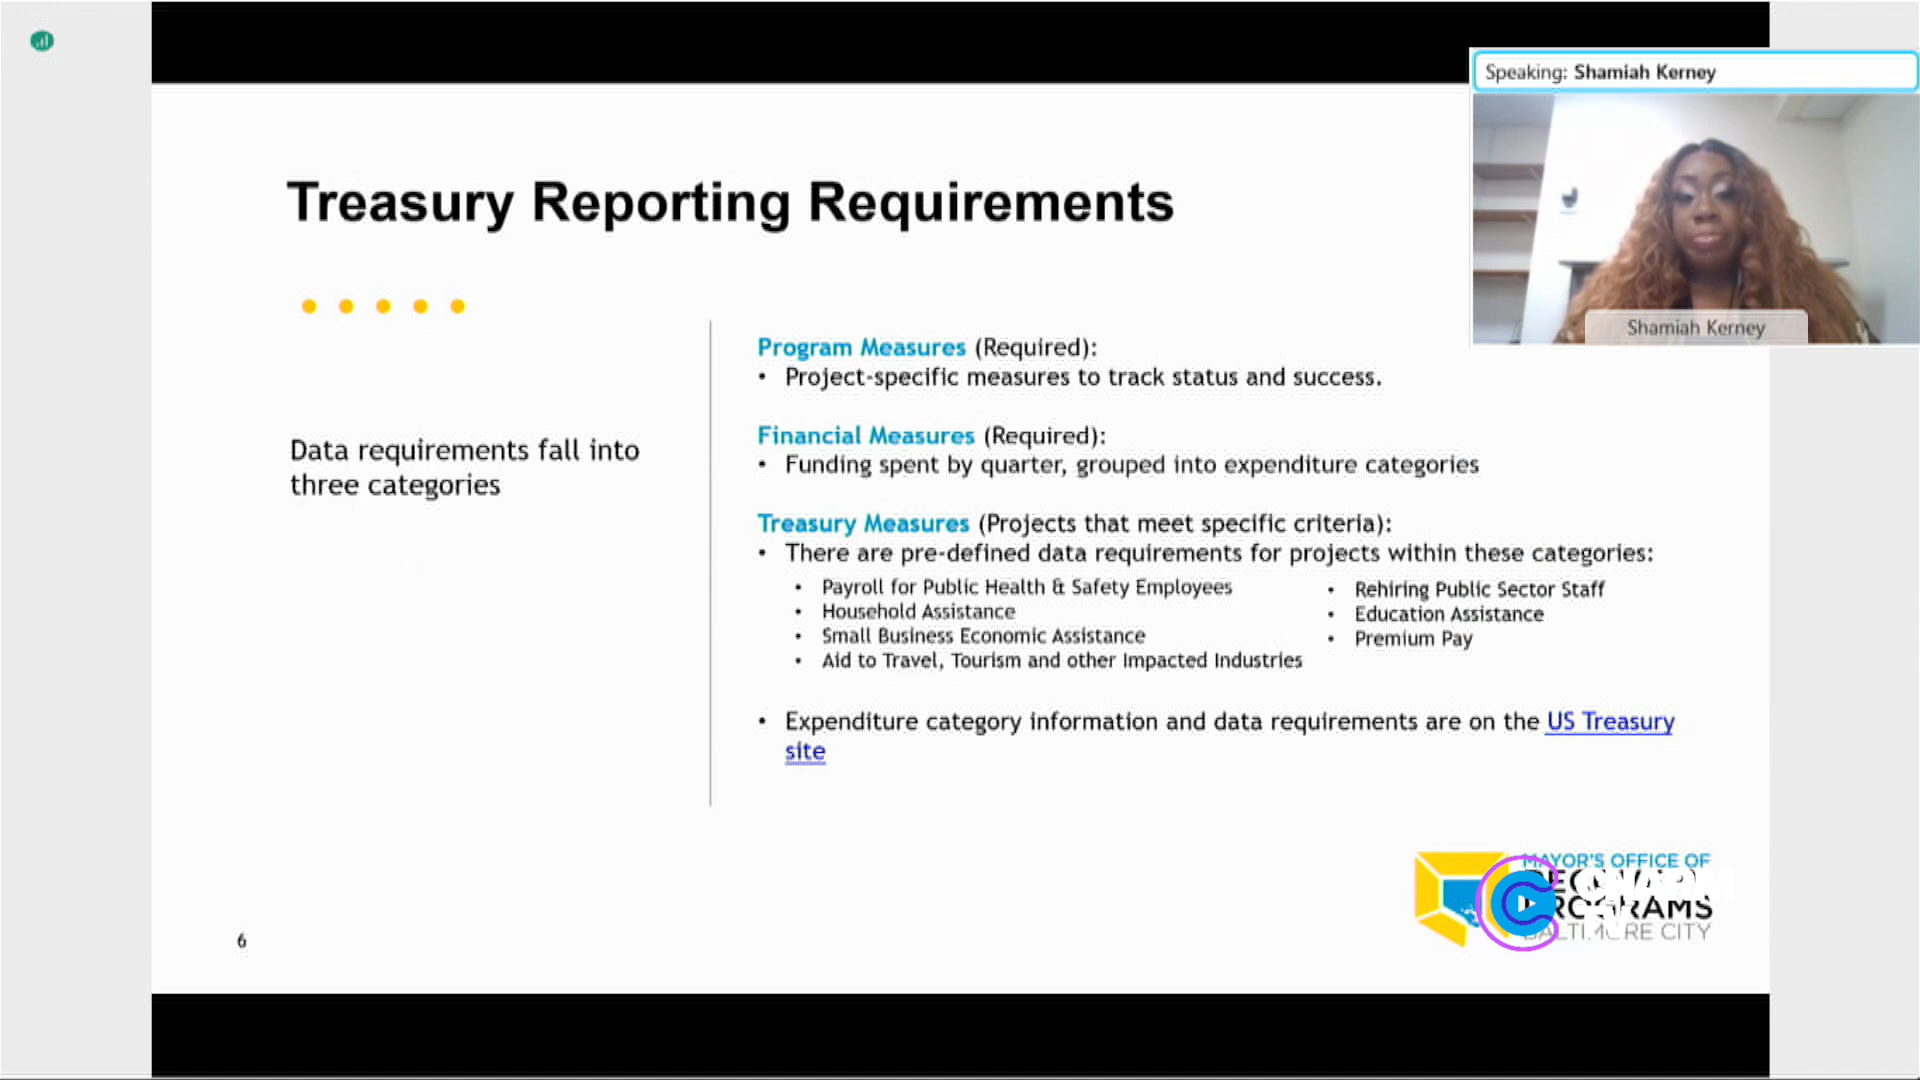 Speaking: Shamiah Kerney
Shamiah Kerney
Treasury Reporting Requirements
Data requirements fall into
three categories
Program Measures (Required):
• Project-specific measures to track status and success.
Financial Measures (Required):
• Funding spent by quarter, grouped into expenditure categories
Treasury Measures (Projects that meet specific criteria):
• There are pre-defined data requirements for projects within these categories:
• Payroll for Public Health & Safety Employees
• Household Assistance
• Small Business Economic Assistance
• Aid to Travel, Tourism and other Impacted Industries
• Rehiring Public Sector Staff
• Education Assistance
• Premium Pay
• Expenditure category information and data requirements are on the US Treasury
site
MAYOR'S OFFICE OF
PROGRAMS
BALTIMORE CITY
6